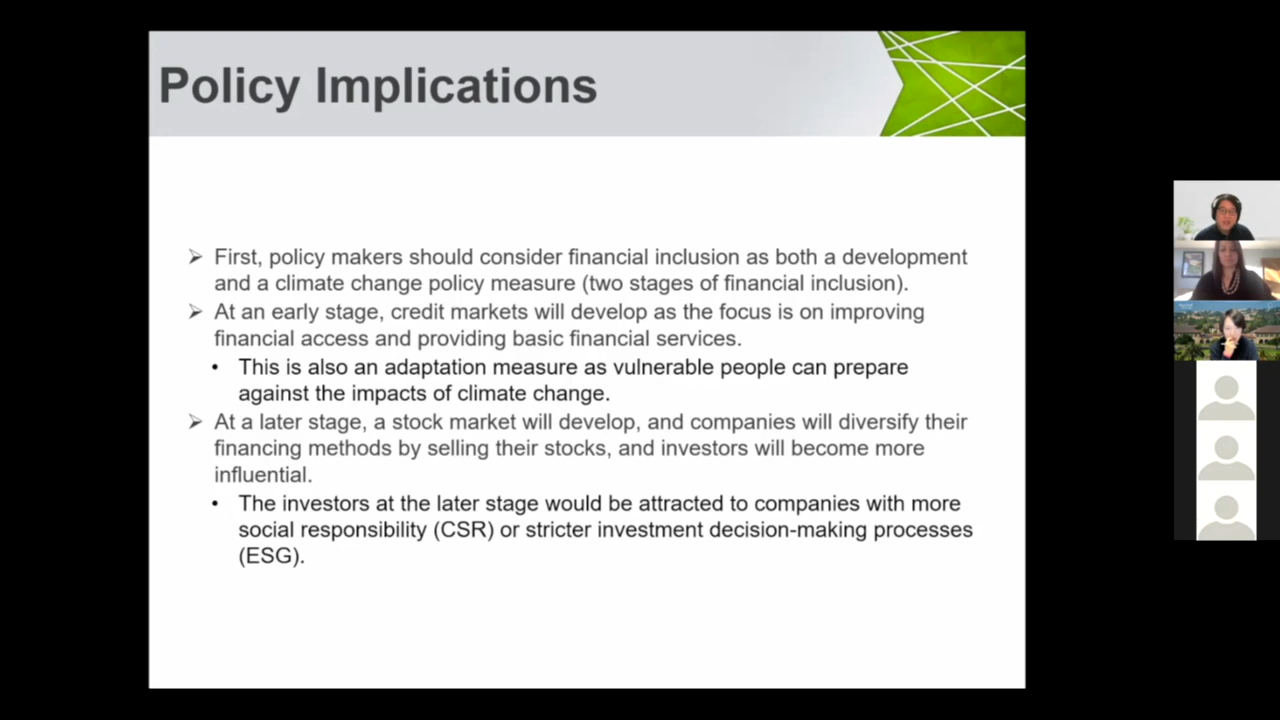 Policy Implications
First, policy makers should consider financial inclusion as both a development
and a climate change policy measure (two stages of financial inclusion).
At an early stage, credit markets will develop as the focus is on improving
financial access and providing basic financial services.
This is also an adaptation measure as vulnerable people can prepare
against the impacts of climate change.
At a later stage, a stock market will develop, and companies will diversify their
financing methods by selling their stocks, and investors will become more
influential.
The investors at the later stage would be attracted to companies with more
social responsibility (CSR) or stricter investment decision-making processes
(ESG).